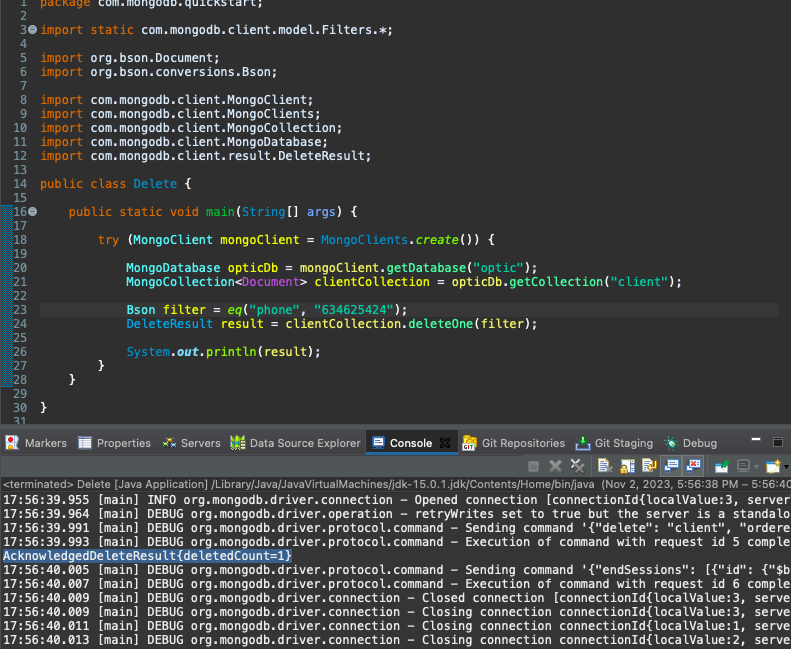 1 package com.mongodb.quickstart;
2
3 import static com.mongodb.client.model.Filters.*;
4
5 import org.bson.Document;
6 import org.bson.conversions.Bson;
7
8 import com.mongodb.client.MongoClient;
9 import com.mongodb.client.MongoClients;
10 import com.mongodb.client.MongoCollection;
11 import com.mongodb.client.MongoDatabase;
12 import com.mongodb.client.result.DeleteResult;
13
14 public class Delete {
15
16 public static void main(String[] args) {
17
18 try (MongoClient mongoClient = MongoClients.create()) {
19
20 MongoDatabase opticDb = mongoClient.getDatabase("optic");
21 MongoCollection<Document> clientCollection = opticDb.getCollection("client");
22
23 Bson filter = eq("phone", "634625424");
24 DeleteResult result = clientCollection.deleteOne(filter);
25
26 System.out.println(result);
27 }
28 }
29
30 }
31
Markers Properties Servers Data Source Explorer Console Git Repositories Git Staging Debug
<terminated> Delete [Java Application] /Library/Java/JavaVirtualMachines/jdk-15.0.1.jdk/Contents/Home/bin/java (Nov 2, 2023, 5:56:38 PM – 5:56:40
17:56:39.955 [main] INFO org.mongodb.driver.connection - Opened connection [connectionId{localValue:3, server
17:56:39.964 [main] DEBUG org.mongodb.driver.operation - retryWrites set to true but the server is a standalo
17:56:39.991 [main] DEBUG org.mongodb.driver.protocol.command - Sending command '{"delete": "client", "ordere
17:56:39.993 [main] DEBUG org.mongodb.driver.protocol.command - Execution of command with request id 5 comple
AcknowledgedDeleteResult{deletedCount=1}
17:56:40.005 [main] DEBUG org.mongodb.driver.protocol.command - Sending command '{"endSessions": [{"id": {"$b
17:56:40.007 [main] DEBUG org.mongodb.driver.protocol.command - Execution of command with request id 6 comple
17:56:40.009 [main] DEBUG org.mongodb.driver.connection - Closed connection [connectionId{localValue:3, serve
17:56:40.009 [main] DEBUG org.mongodb.driver.connection - Closing connection connectionId{localValue:3, serve
17:56:40.011 [main] DEBUG org.mongodb.driver.connection - Closing connection connectionId{localValue:1, serve
17:56:40.013 [main] DEBUG org.mongodb.driver.connection - Closing connection connectionId{localValue:2, serve